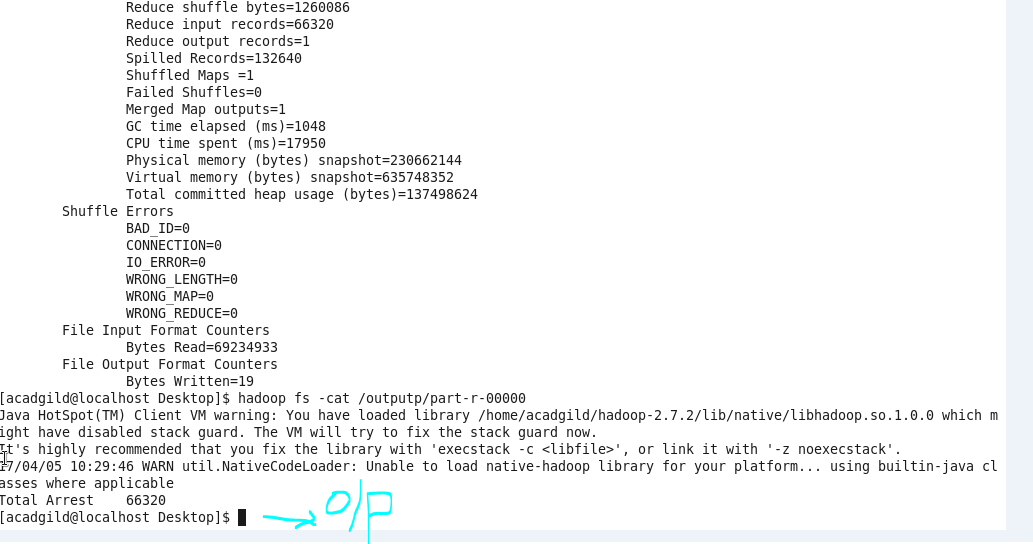 Reduce shuffle bytes=1260086
Reduce input records=66320
Reduce output records=1
Spilled Records=132640
Shuffled Maps =1
Failed Shuffles=0
Merged Map outputs=1
GC time elapsed (ms)=1048
CPU time spent (ms)=17950
Physical memory (bytes) snapshot=230662144
Virtual memory (bytes) snapshot=635748352
Total committed heap usage (bytes)=137498624
Shuffle Errors
BAD_ID=0
CONNECTION=0
IO_ERROR=0
WRONG_LENGTH=0
WRONG_MAP=0
WRONG_REDUCE=0
File Input Format Counters
Bytes Read=69234933
File Output Format Counters
Bytes Written=19
[acadgild@localhost Desktop]$ hadoop fs -cat /outputp/part-r-00000
Java HotSpot(TM) Client VM warning: You have loaded library /home/acadgild/hadoop-2.7.2/lib/native/libhadoop.so.1.0.0 which m
ight have disabled stack guard. The VM will try to fix the stack guard now.
It's highly recommended that you fix the library with 'execstack -c <libfile>', or link it with '-z noexecstack'.
17/04/05 10:29:46 WARN util.NativeCodeLoader: Unable to load native-hadoop library for your platform... using builtin-java cl
asses where applicable
Total Arrest    66320
[acadgild@localhost Desktop]$
O/P